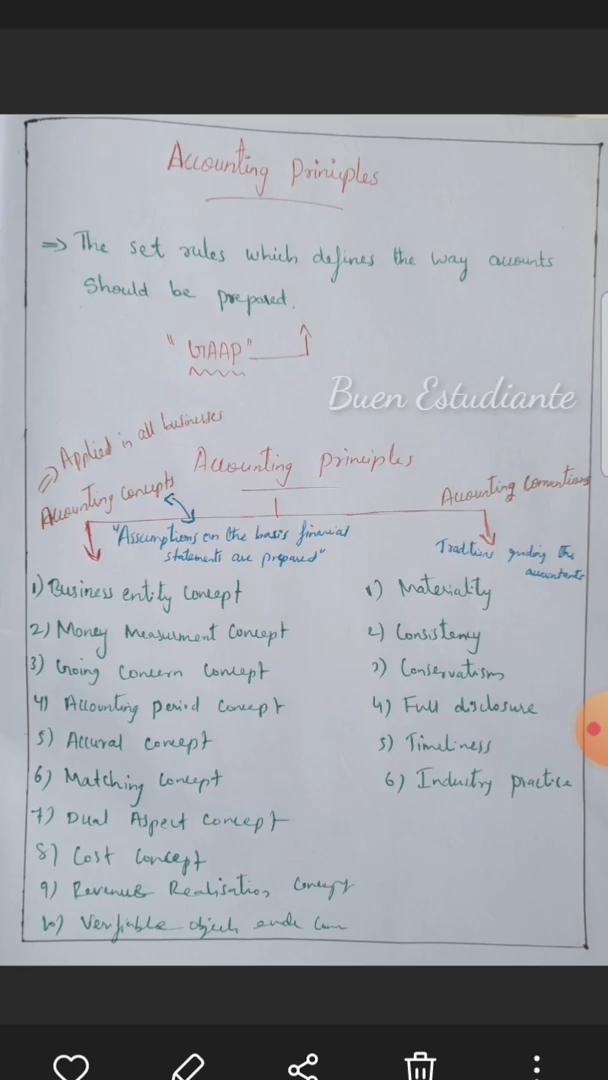 Accounting Priniples
⇒ The set rules which defines the way accounts
should be prepared.
"GAAP"
Buen Estudiante
⇒ Applied in all businesses
Accounting principles
Accounting concepts
Accounting conventions
"Assumptions on the basis financial
statements are prepared"
Traditions guiding the
accountants
1) Business entity concept
2) Money Measurment concept
3) Going concern concept
4) Accounting period concept
5) Accural concept
6) Matching concept
7) Dual Aspect concept
8) Cost concept
9) Revenue Realisation concept
10) Verfiable
1) Materiality
2) Consistency
3) Conservatism
4) Full disclosure
5) Timeliness
6) Industry practice